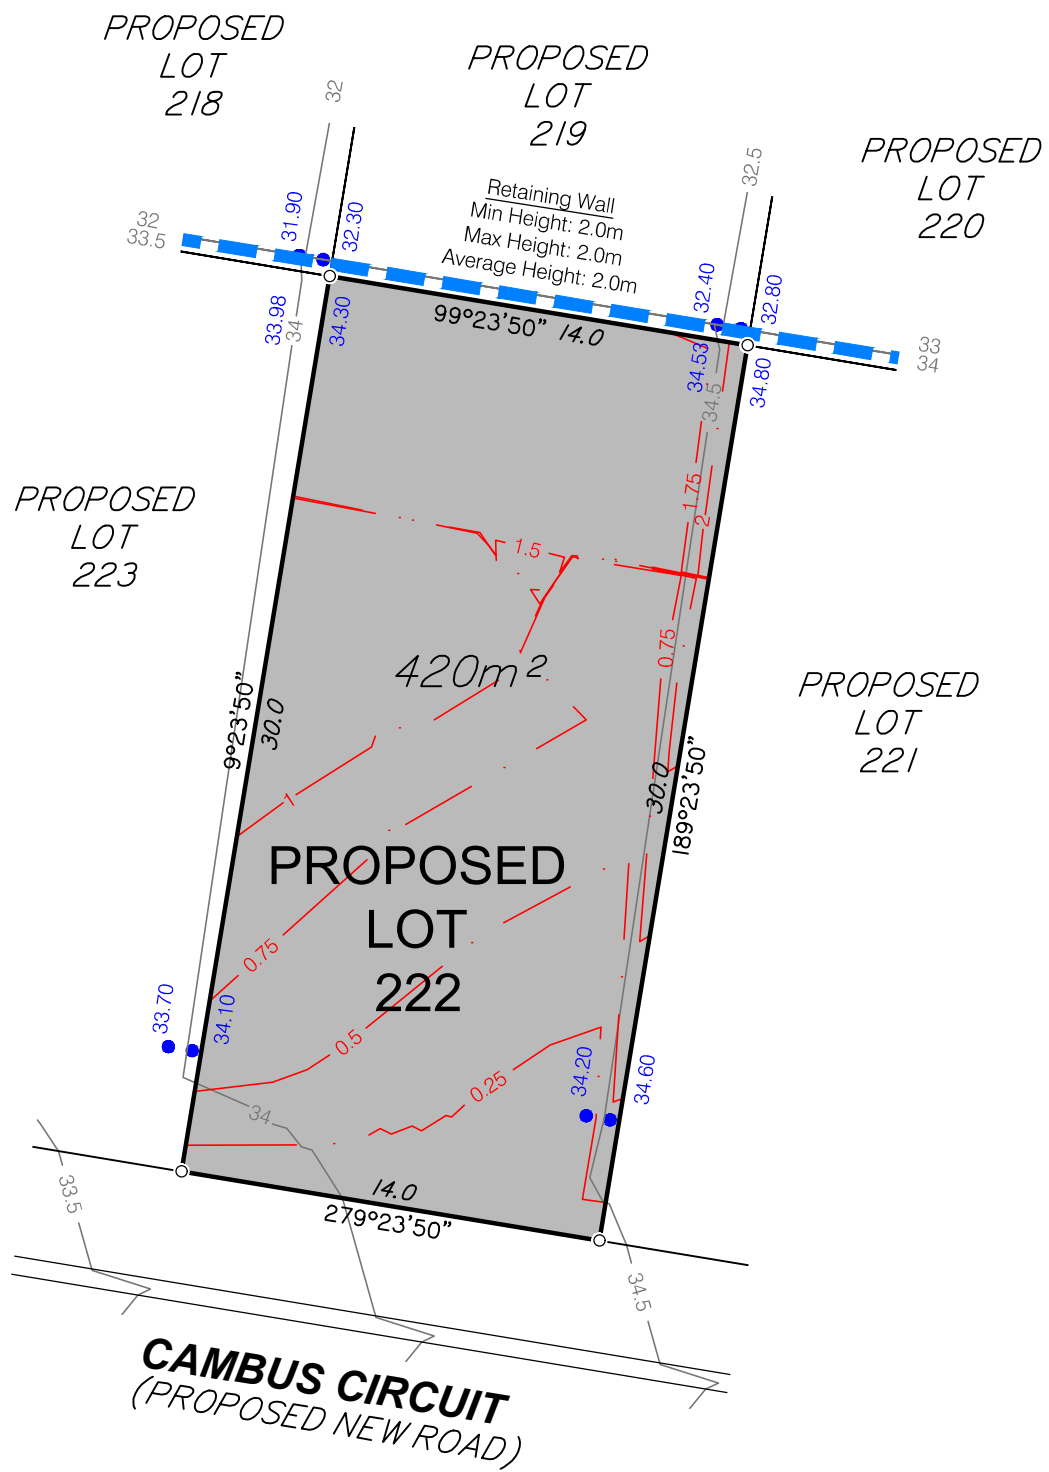 PROPOSED
LOT
218
PROPOSED
LOT
219
PROPOSED
LOT
220
32
32.5
Retaining Wall
Min Height: 2.0m
Max Height: 2.0m
Average Height: 2.0m
31.90
32.30
32
33.5
32.40
32.80
33.98
34
34.30
99°23'50" 14.0
34.53
34.5
34.80
33
34
PROPOSED
LOT
223
1.75
2
1.5
0.75
420m²
PROPOSED
LOT
221
9°23'50"
30.0
30.0
189°23'50"
1
PROPOSED
LOT
222
0.75
0.5
0.25
33.70
34.10
34.20
34.60
34
33.5
14.0
279°23'50"
34.5
CAMBUS CIRCUIT
(PROPOSED NEW ROAD)